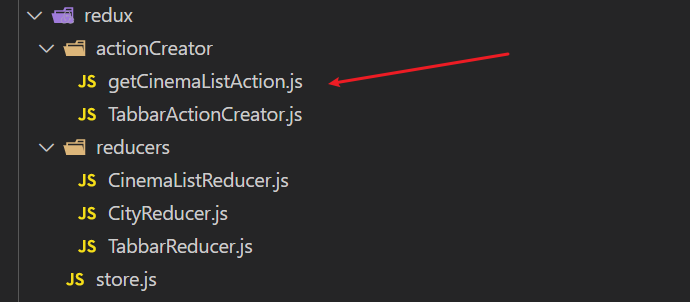 redux
actionCreator
JS getCinemaListAction.js
JS TabbarActionCreator.js
reducers
JS CinemaListReducer.js
JS CityReducer.js
JS TabbarReducer.js
JS store.js